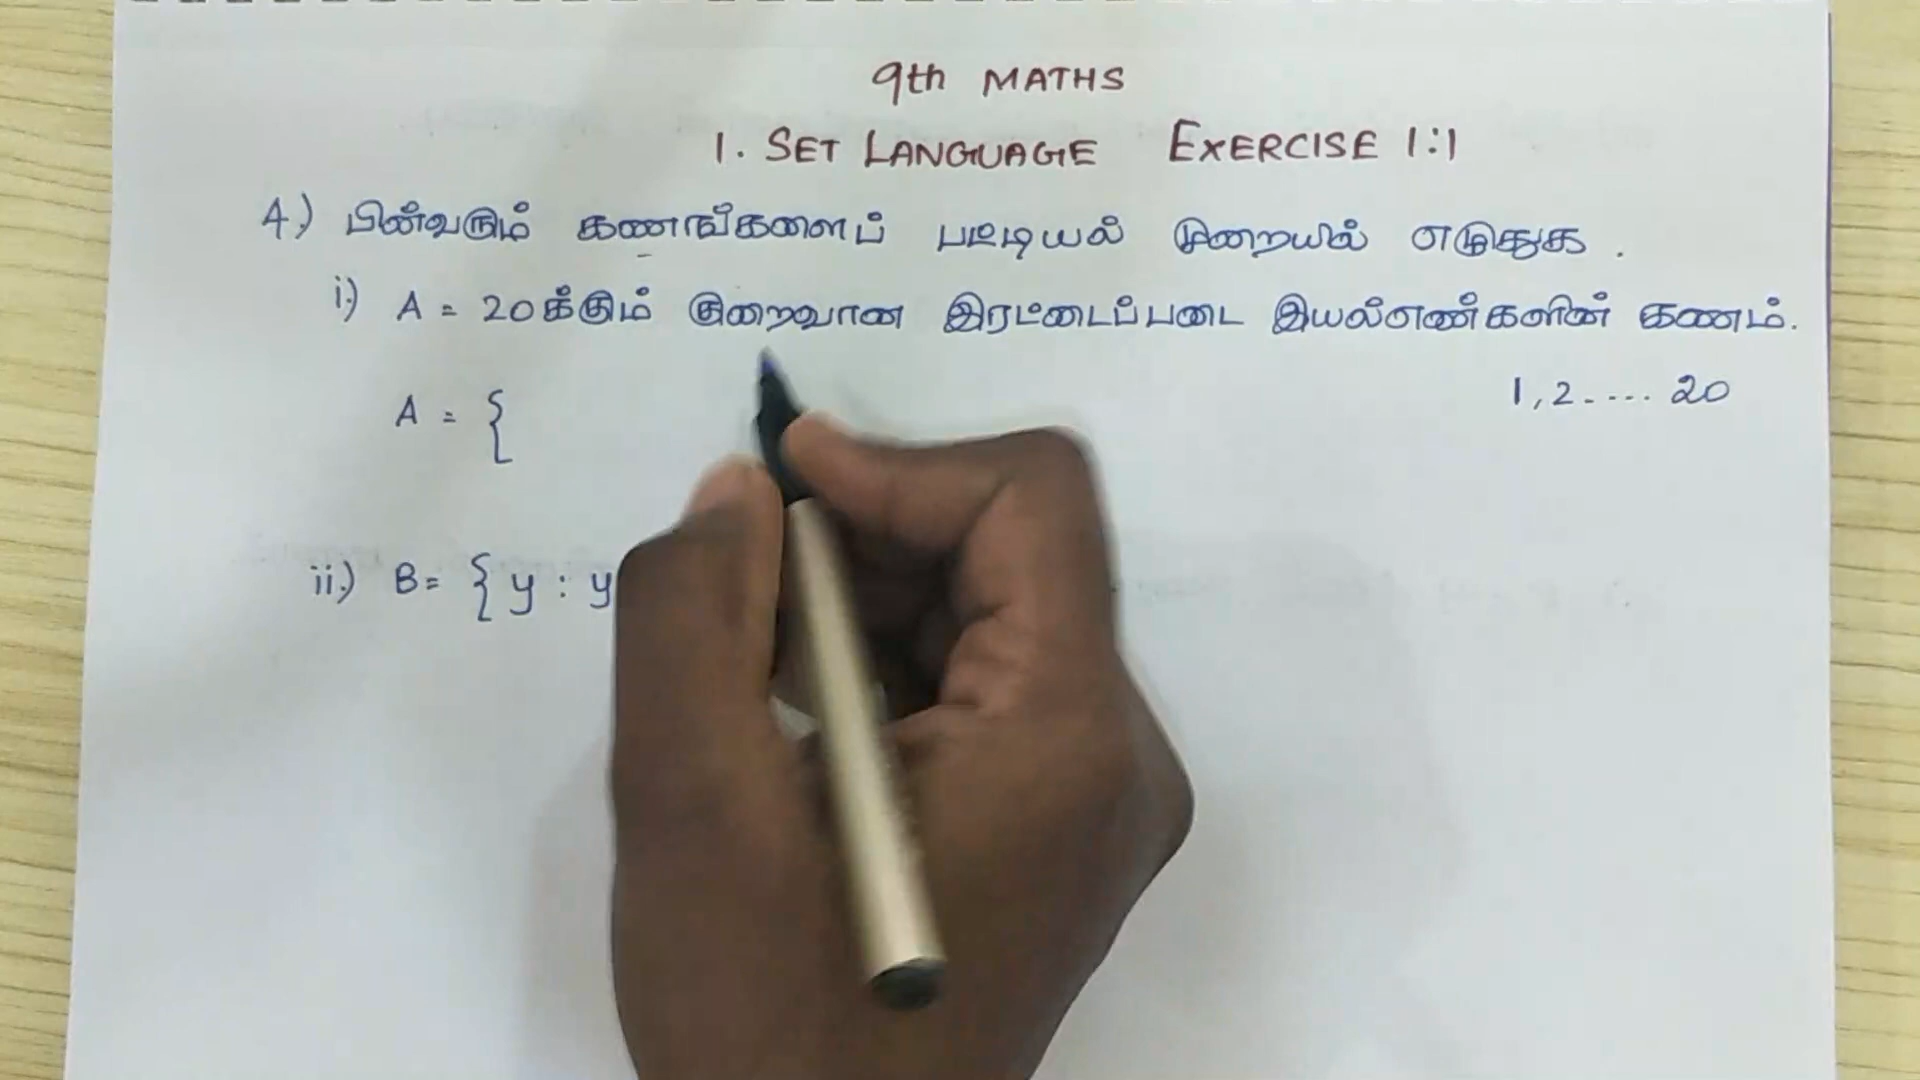 9th MATHS
1. SET LANGUAGE EXERCISE 1:1
4.) பின்வரும் கணங்களைப் பட்டியல் முறையில் எழுதுக .
i.) A = 20க்கும் குறைவான இரட்டைப்படை இயல்எண்களின் கணம்.
1, 2 .... 20
A = {
ii.) B = { y : y